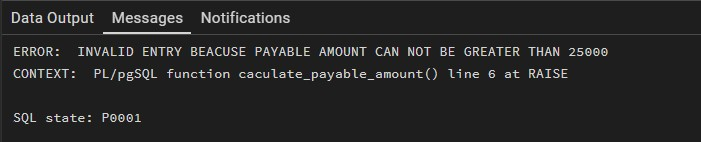 Data Output Messages Notifications
ERROR:  INVALID ENTRY BEACUSE PAYABLE AMOUNT CAN NOT BE GREATER THAN 25000
CONTEXT:  PL/pgSQL function caculate_payable_amount() line 6 at RAISE
SQL state: P0001